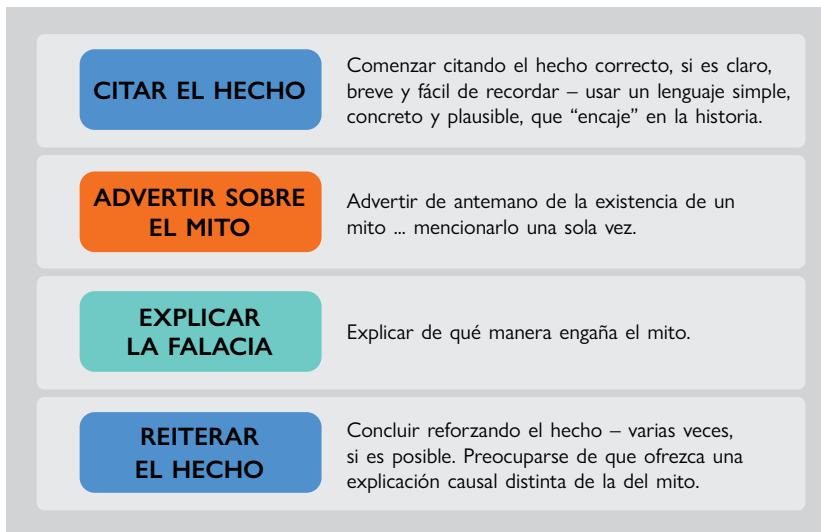 CITAR EL HECHO
Comenzar citando el hecho correcto, si es claro,
breve y fácil de recordar – usar un lenguaje simple,
concreto y plausible, que “encaje” en la historia.
ADVERTIR SOBRE
EL MITO
Advertir de antemano de la existencia de un
mito ... mencionarlo una sola vez.
EXPLICAR
LA FALACIA
Explicar de qué manera engaña el mito.
REITERAR
EL HECHO
Concluir reforzando el hecho – varias veces,
si es posible. Preocuparse de que ofrezca una
explicación causal distinta de la del mito.